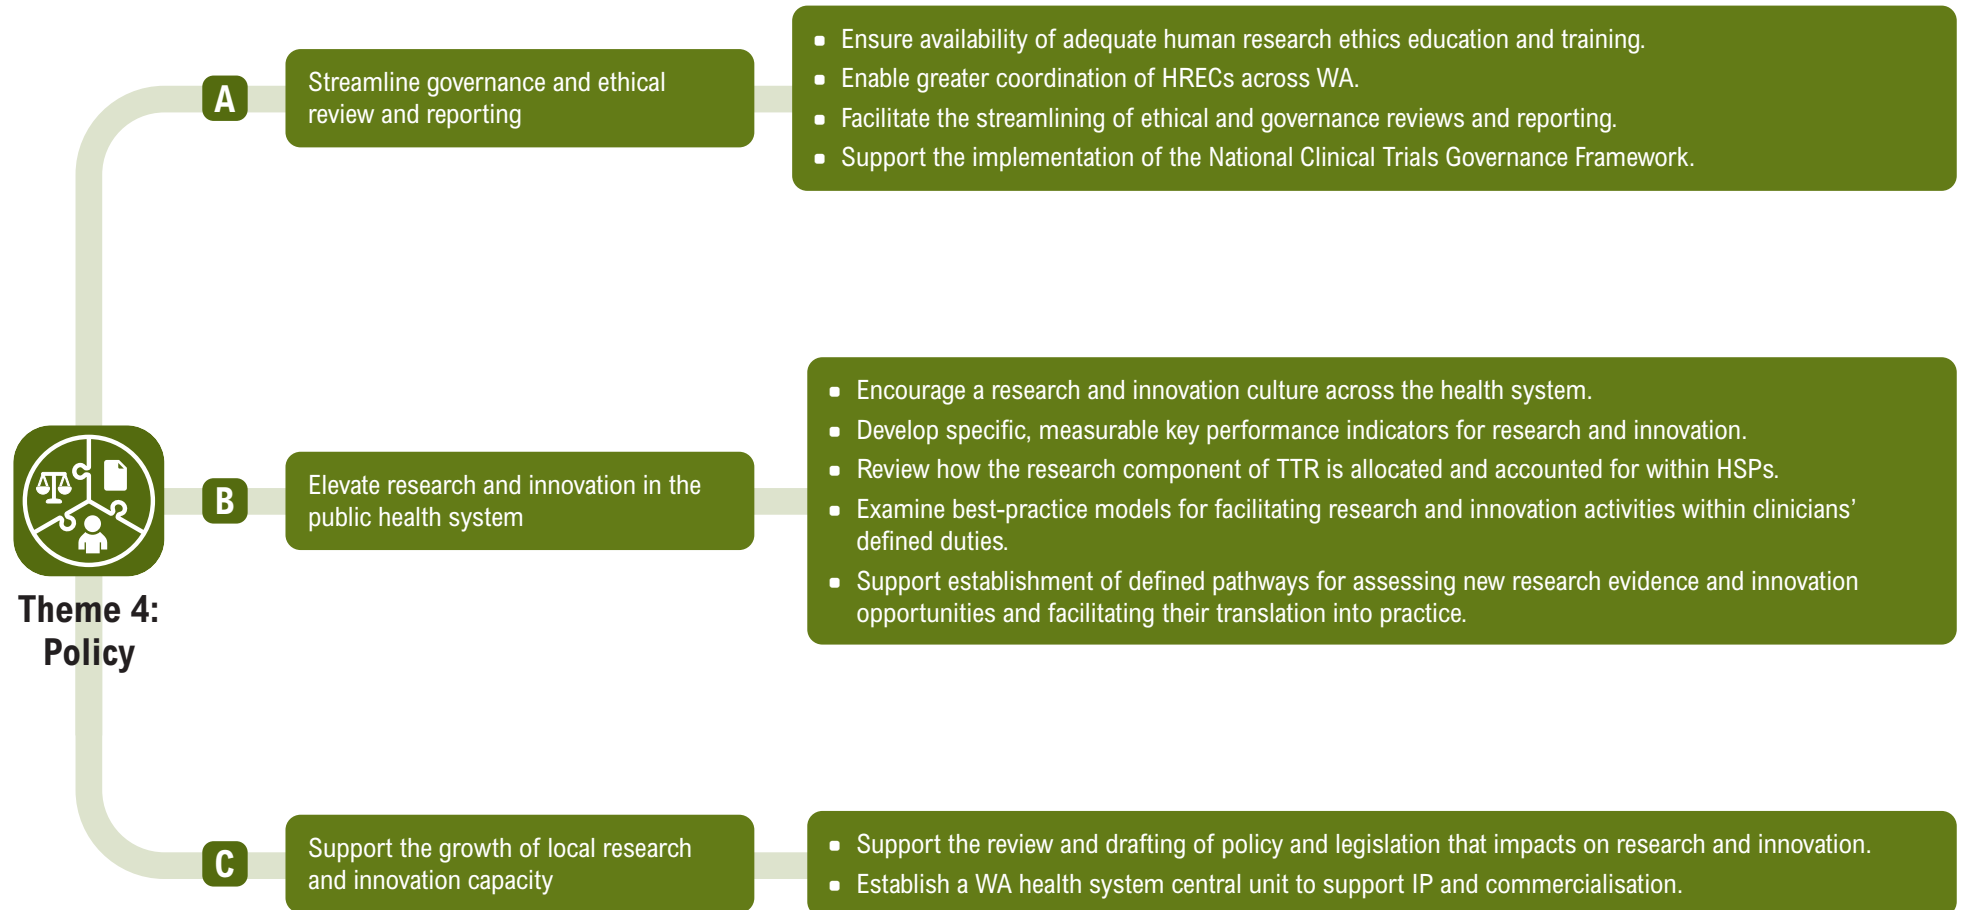 Theme 4:
Policy
A
Streamline governance and ethical
review and reporting
Ensure availability of adequate human research ethics education and training.
Enable greater coordination of HRECs across WA.
Facilitate the streamlining of ethical and governance reviews and reporting.
Support the implementation of the National Clinical Trials Governance Framework.
B
Elevate research and innovation in the
public health system
Encourage a research and innovation culture across the health system.
Develop specific, measurable key performance indicators for research and innovation.
Review how the research component of TTR is allocated and accounted for within HSPs.
Examine best-practice models for facilitating research and innovation activities within clinicians’
defined duties.
Support establishment of defined pathways for assessing new research evidence and innovation
opportunities and facilitating their translation into practice.
C
Support the growth of local research
and innovation capacity
Support the review and drafting of policy and legislation that impacts on research and innovation.
Establish a WA health system central unit to support IP and commercialisation.